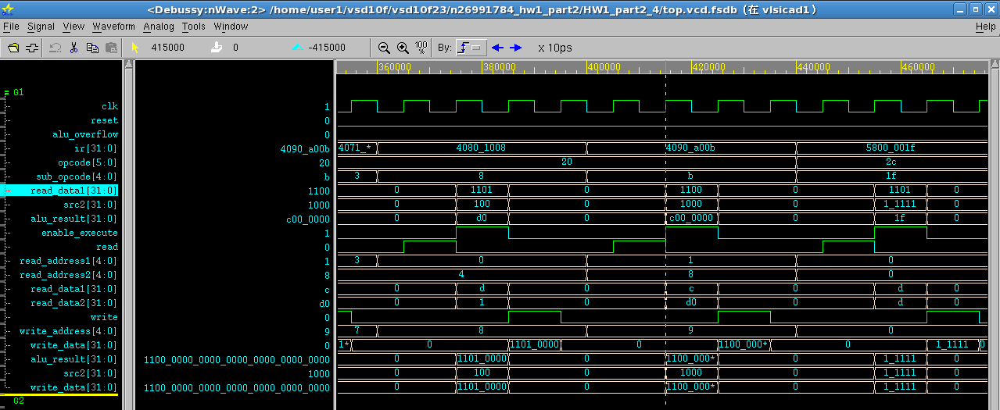 <Debussy:nWave:2> /home/user1/vsd10f/vsd10f23/n26991784_hw1_part2/HW1_part2_4/top.vcd.fsdb (在 vlsicad1)
File Signal View Waveform Analog Tools Window Help
415000 0 -415000 100 % By: x 10ps
360000 380000 400000 420000 440000 460000
G1
clk 1
reset 0
alu_overflow 0
ir[31:0] 4090_a00b 4071_* 4080_1008 4090_a00b 5800_001f
opcode[5:0] 20 20 2c
sub_opcode[4:0] b 3 8 b 1f
read_data1[31:0] 1100 0 1101 0 1100 0 1101 0
src2[31:0] 1000 0 100 0 1000 0 1_1111 0
alu_result[31:0] c00_0000 0 d0 0 c00_0000 0 1f 0
enable_execute 1
read 0
read_address1[4:0] 1 3 0 1 0
read_address2[4:0] 8 4 8 0
read_data1[31:0] c 0 d 0 c 0 d 0
read_data2[31:0] d0 0 1 0 d0 0 d 0
write 0
write_address[4:0] 9 7 8 9 0
write_data[31:0] 0 1* 0 1101_0000 0 1100_000* 0 1_1111 0
alu_result[31:0] 1100_0000_0000_0000_0000_0000_0000 0 1101_0000 0 1100_000* 0 1_1111 0
src2[31:0] 1000 0 100 0 1000 0 1_1111 0
write_data[31:0] 1100_0000_0000_0000_0000_0000_0000 0 1101_0000 0 1100_000* 0 1_1111 0
G2